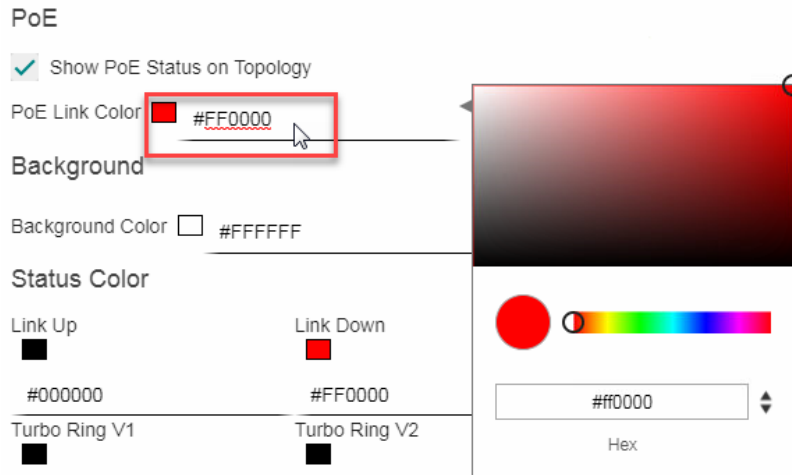 PoE
Show PoE Status on Topology
PoE Link Color #FF0000
Background
Background Color #FFFFFF
Status Color
Link Up Link Down
#000000 #FF0000
#ff0000
Turbo Ring V1 Turbo Ring V2
Hex